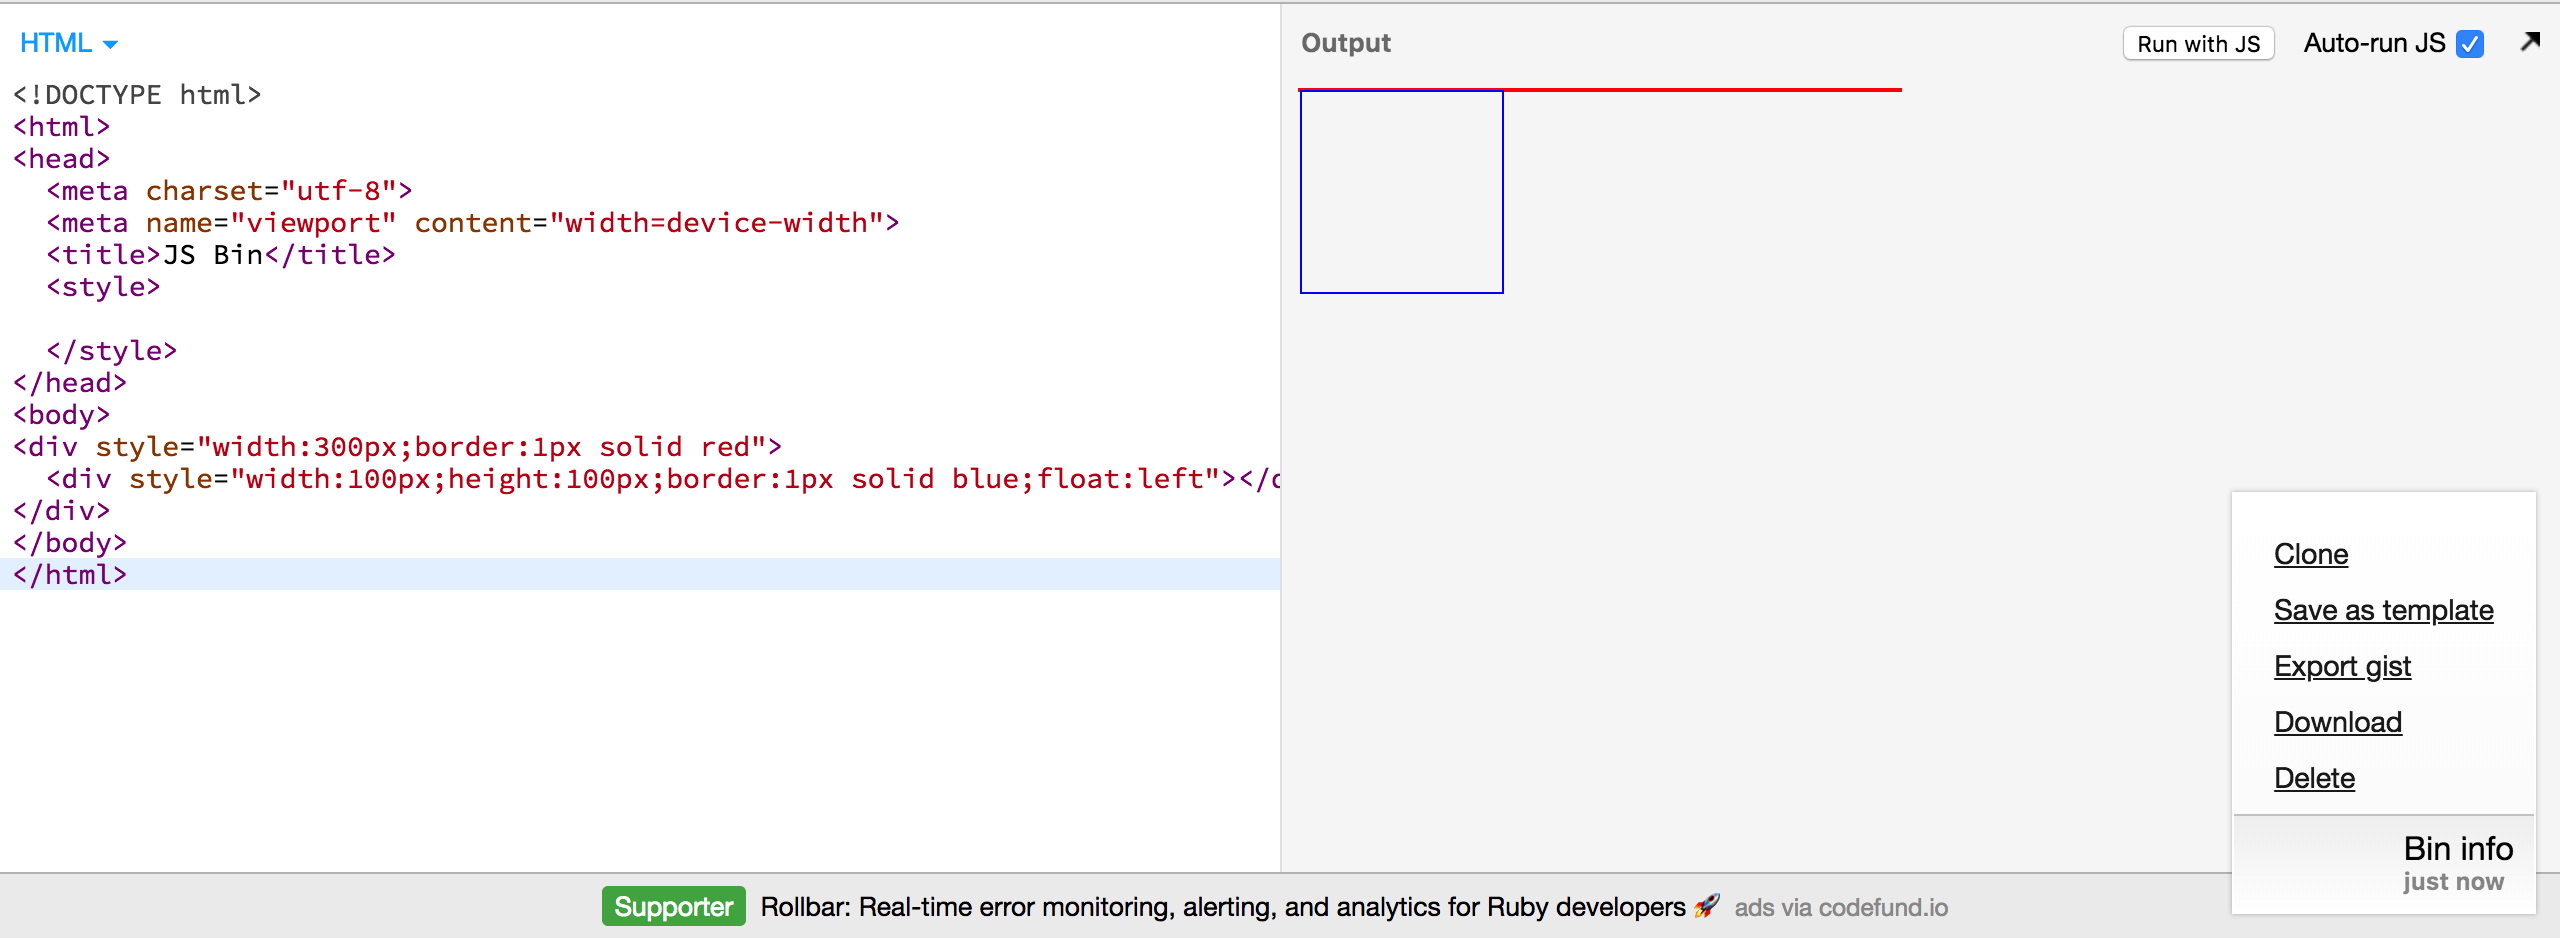 HTML
<!DOCTYPE html>
<html>
<head>
<meta charset="utf-8">
<meta name="viewport" content="width=device-width">
<title>JS Bin</title>
<style>
</style>
</head>
<body>
<div style="width:300px;border:1px solid red">
<div style="width:100px;height:100px;border:1px solid blue;float:left"></d
</div>
</body>
</html>
Output
Run with JS
Auto-run JS
Clone
Save as template
Export gist
Download
Delete
Bin info
just now
Supporter Rollbar: Real-time error monitoring, alerting, and analytics for Ruby developers 🚀 ads via codefund.io